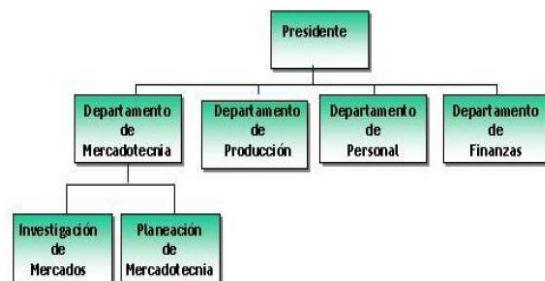 Presidente
Departamento
de
Mercadotecnia
Departamento
de
Producción
Departamento
de
Personal
Departamento
de
Finanzas
Investigación
de
Mercados
Planeación
de
Mercadotecnia